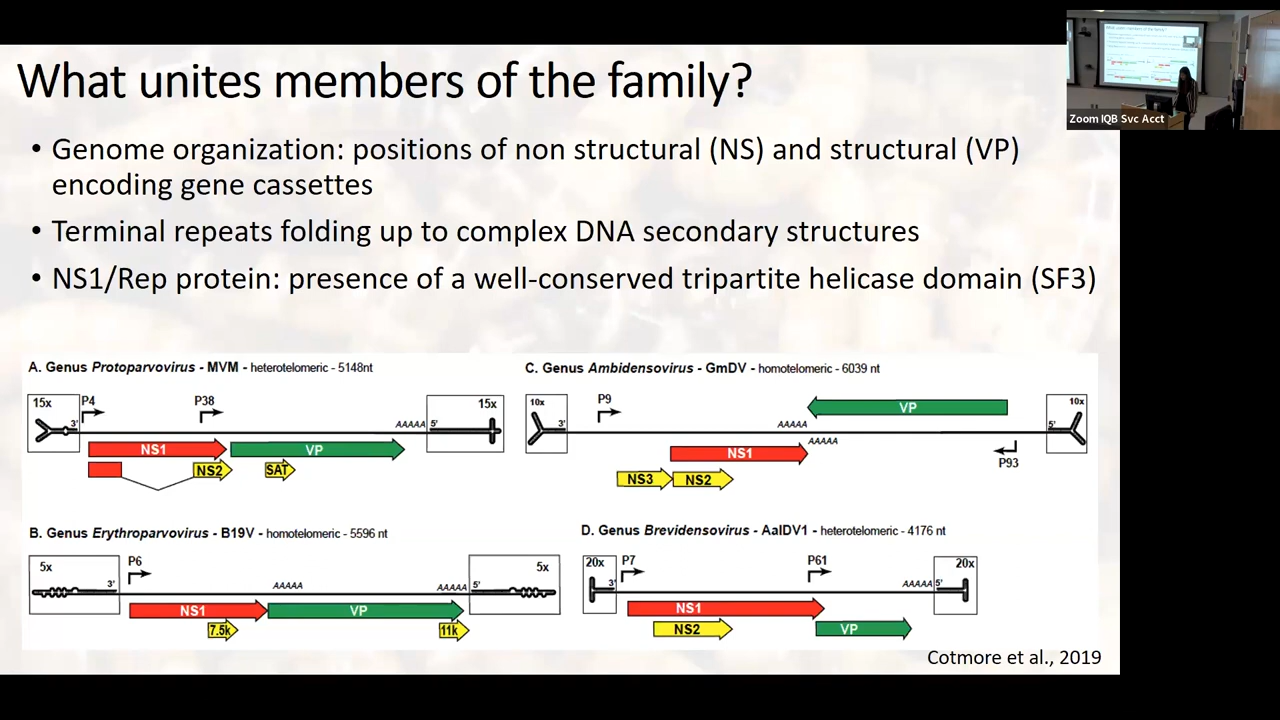 What unites members of the family?
• Genome organization: positions of non structural (NS) and structural (VP)
encoding gene cassettes
• Terminal repeats folding up to complex DNA secondary structures
• NS1/Rep protein: presence of a well-conserved tripartite helicase domain (SF3)
Zoom IQB Svc Acct
A. Genus Protoparvovirus - MVM - heterotelomeric - 5148nt
15x
3'
P4
P38
AAAAA
5'
15x
NS1
VP
NS2
SAT
C. Genus Ambidensovirus - GmDV - homotelomeric - 6039 nt
10x
3'
P9
VP
AAAAA
5'
10x
AAAAA
NS1
P93
NS3
NS2
B. Genus Erythroparvovirus - B19V - homotelomeric - 5596 nt
5x
3'
P6
AAAAA
AAAAA
5'
5x
NS1
VP
7.5k
11k
D. Genus Brevidensovirus - AalDV1 - heterotelomeric - 4176 nt
20x
3'
P7
P61
AAAAA
5'
20x
NS1
NS2
VP
Cotmore et al., 2019